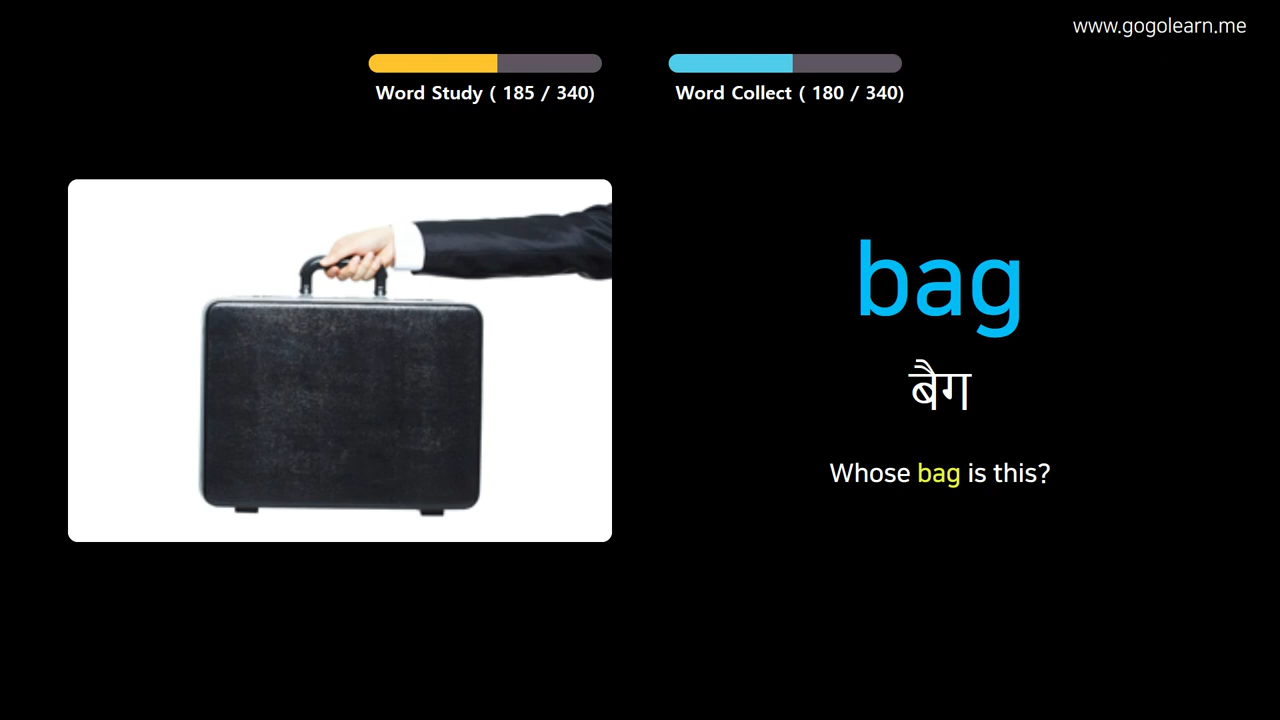 www.gogolearn.me
Word Study ( 185 / 340)
Word Collect ( 180 / 340)
bag
बैग
Whose bag is this?